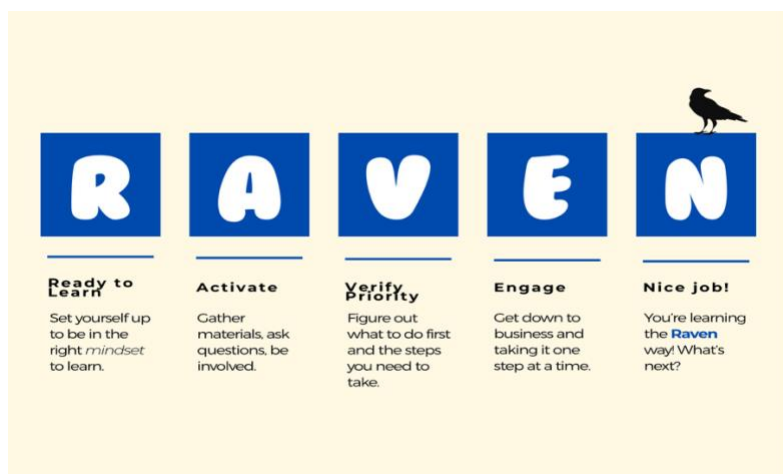 R A V E N
Ready to
Learn
Set yourself up
to be in the
right mindset
to learn.
Activate
Gather
materials, ask
questions, be
involved.
Verify
Priority
Figure out
what to do first
and the steps
you need to
take.
Engage
Get down to
business and
taking it one
step at a time.
Nice job!
You're learning
the Raven
way! What's
next?